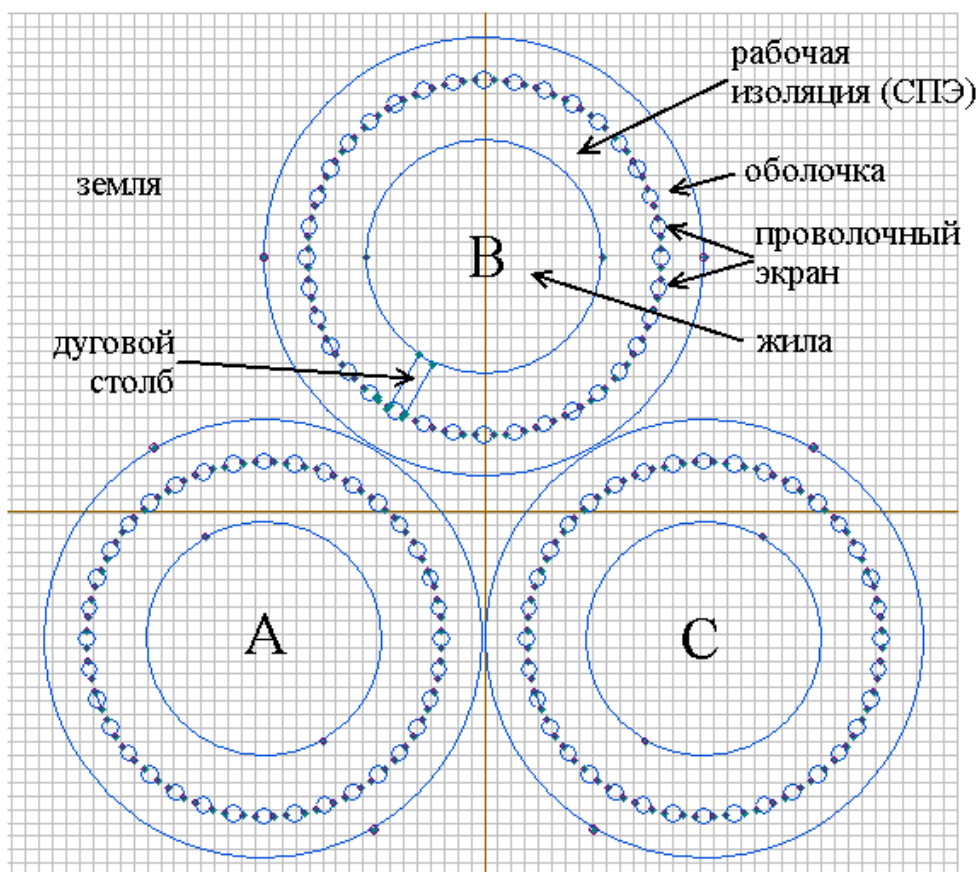 рабочая
изоляция (СПЭ)
земля
оболочка
проволочный
экран
В
дуговой
столб
жила
А
С